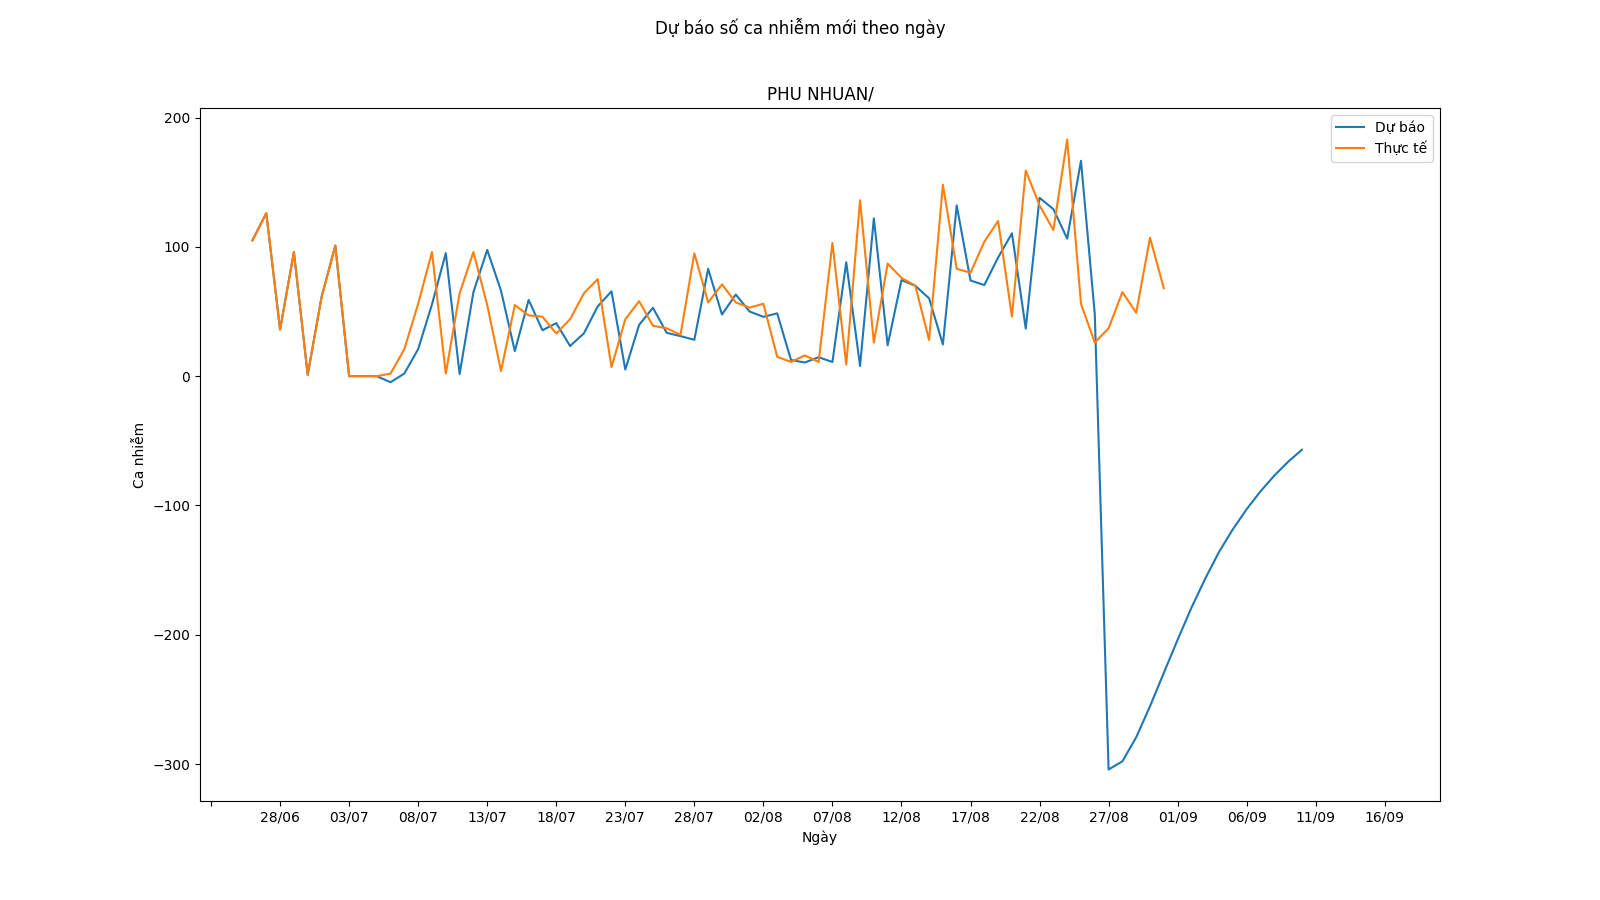 Dự báo số ca nhiễm mới theo ngày
PHU NHUAN/
Dự báo
Thực tế
200
100
0
−100
−200
−300
Ca nhiễm
28/06 03/07 08/07 13/07 18/07 23/07 28/07 02/08 07/08 12/08 17/08 22/08 27/08 01/09 06/09 11/09 16/09
Ngày